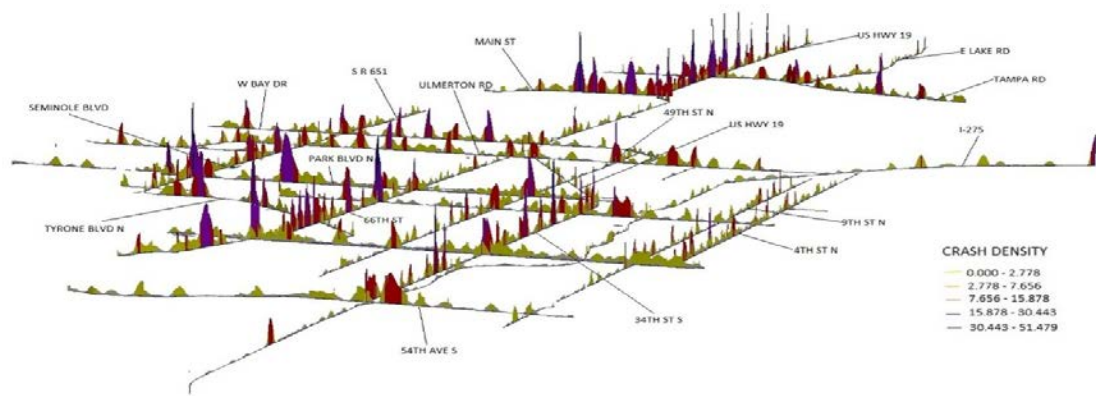 US HWY 19
MAIN ST
E LAKE RD
S R 651
W BAY DR
ULMERTON RD
TAMPA RD
SEMINOLE BLVD
49TH ST N
US HWY 19
I-275
PARK BLVD N
66TH ST
TYRONE BLVD N
9TH ST N
4TH ST N
CRASH DENSITY
0.000 - 2.778
2.778 - 7.656
7.656 - 15.878
15.878 - 30.443
30.443 - 51.479
34TH ST S
54TH AVE S